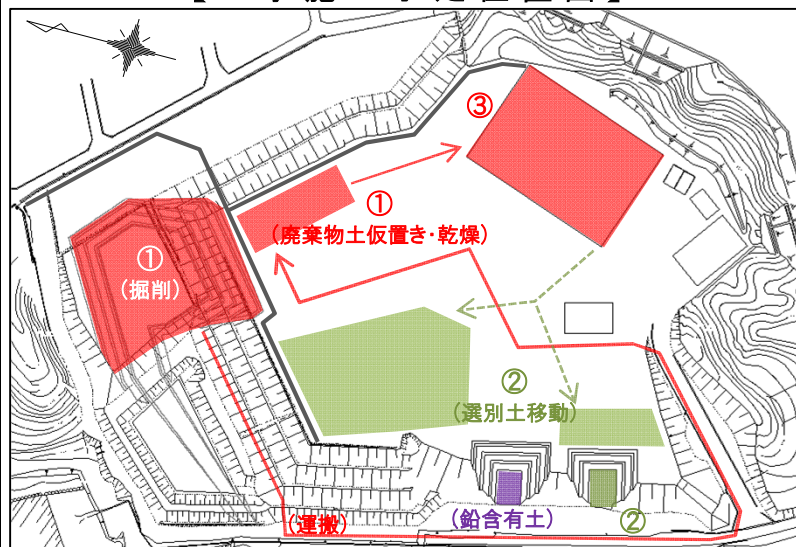 ③
①
(廃棄物土仮置き・乾燥)
①
(掘削)
②
(選別土移動)
(運搬)
(鉛含有土)
②